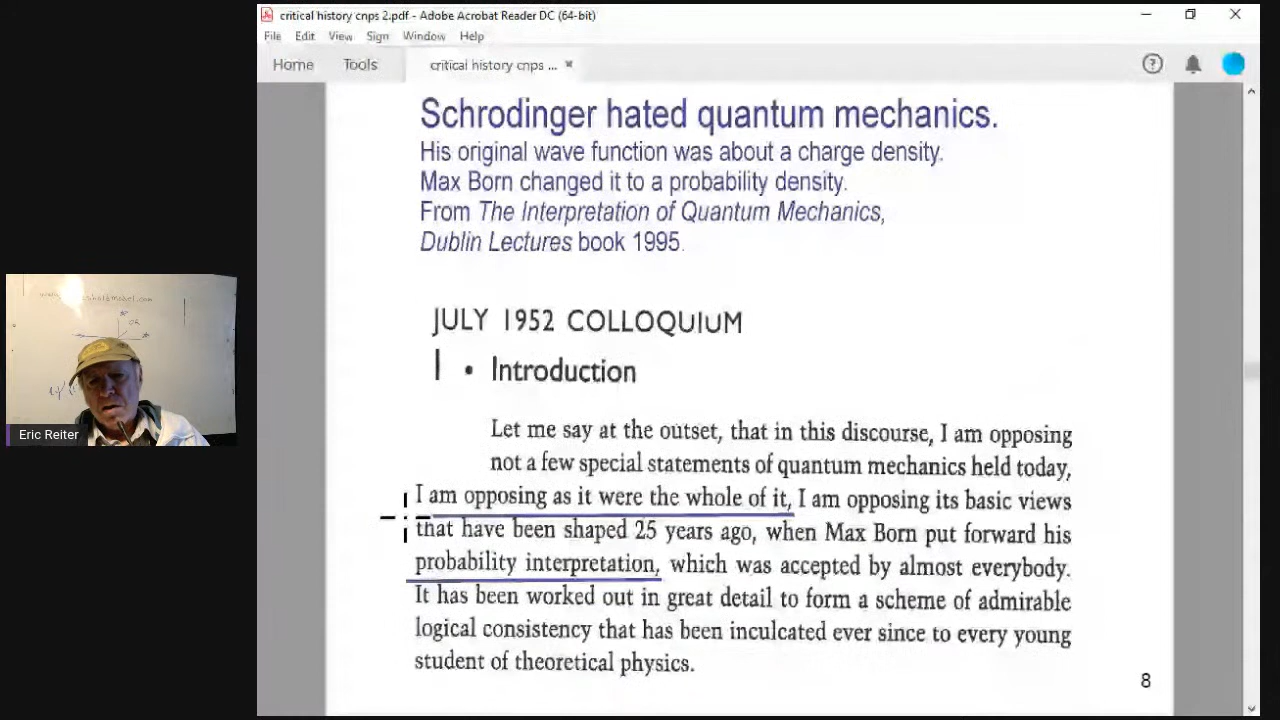 critical history cnps 2.pdf - Adobe Acrobat Reader DC (64-bit)
File Edit View Sign Window Help
Home Tools critical history cnps ... ×
Schrodinger hated quantum mechanics.
His original wave function was about a charge density.
Max Born changed it to a probability density.
From The Interpretation of Quantum Mechanics,
Dublin Lectures book 1995.
JULY 1952 COLLOQUIUM
1 • Introduction
Let me say at the outset, that in this discourse, I am opposing
not a few special statements of quantum mechanics held today,
I am opposing as it were the whole of it, I am opposing its basic views
that have been shaped 25 years ago, when Max Born put forward his
probability interpretation, which was accepted by almost everybody.
It has been worked out in great detail to form a scheme of admirable
logical consistency that has been inculcated ever since to every young
student of theoretical physics.
8
Eric Reiter